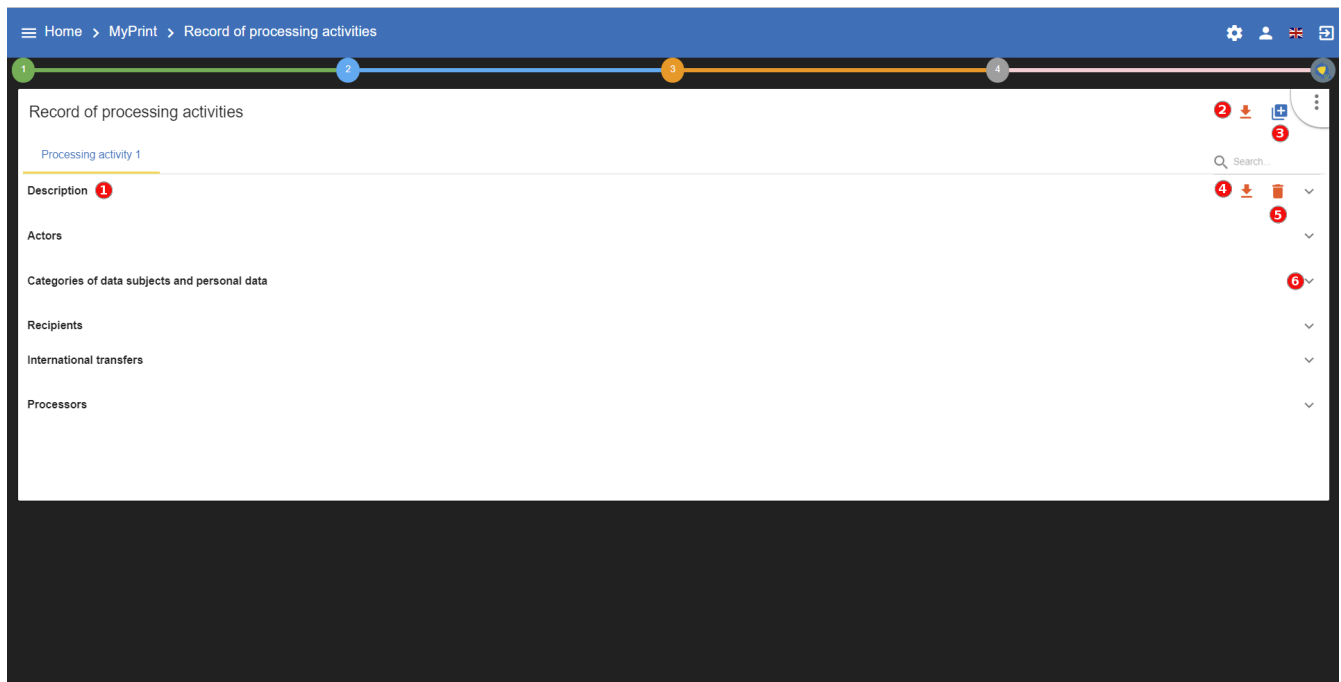 Home > MyPrint > Record of processing activities
1 2 3 4
Record of processing activities 2
3
Processing activity 1
Search...
Description 1 4
5
Actors
Categories of data subjects and personal data 6
Recipients
International transfers
Processors